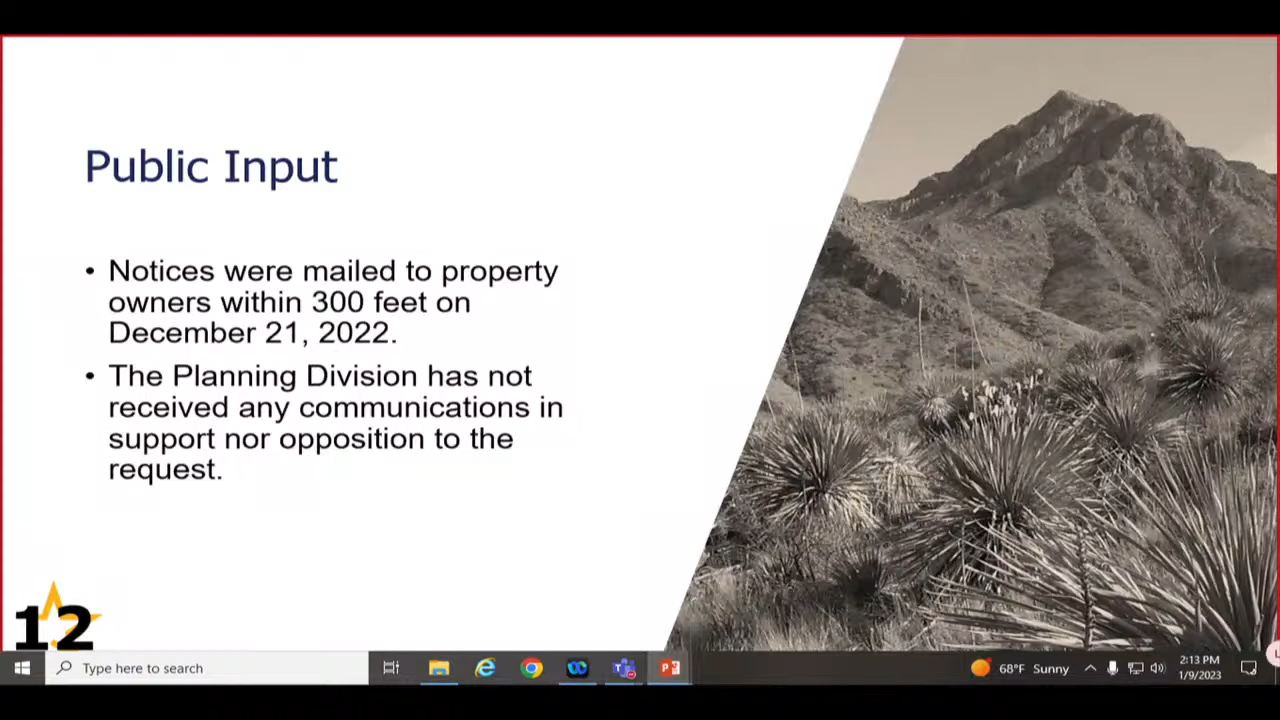 Public Input
• Notices were mailed to property
owners within 300 feet on
December 21, 2022.
• The Planning Division has not
received any communications in
support nor opposition to the
request.
12
Type here to search
68°F Sunny
2:13 PM
1/9/2023